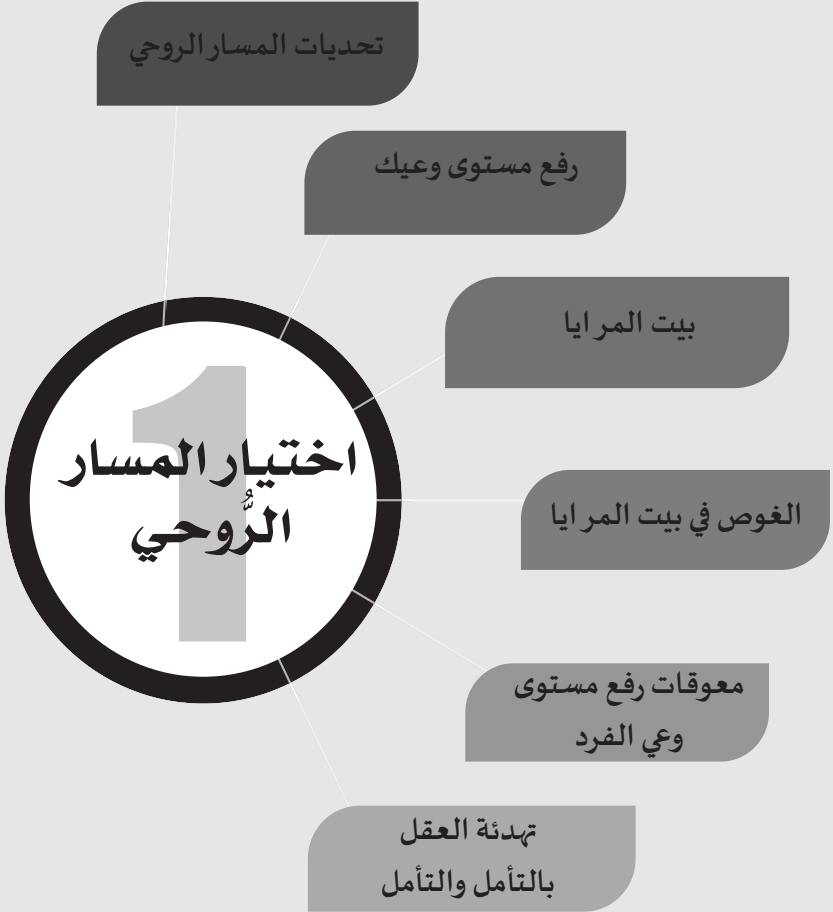 تحديات المسار الروحي
رفع مستوى وعيك
بيت المرايا
1
اختيار المسار
الرُّوحي
الغوص في بيت المرايا
معوقات رفع مستوى
وعي الفرد
تهدئة العقل
بالتأمل والتأمل